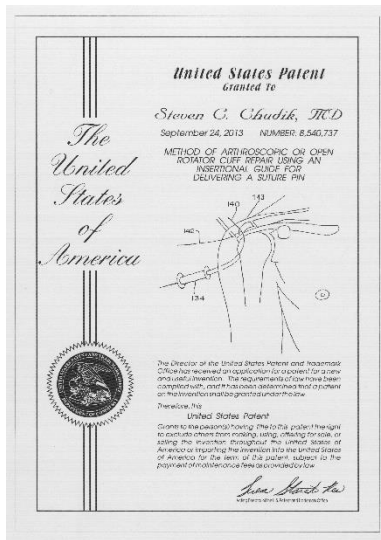 The
United
States
of
America
United States Patent
Granted To
Steven C. Chudik, MD
September 24, 2013 NUMBER: 8,540,737
METHOD OF ARTHROSCOPIC OR OPEN
ROTATOR CUFF REPAIR USING AN
INSERTIONAL GUIDE FOR
DELIVERING A SUTURE PIN
140
143
142
134
The Director of the United States Patent and Trademark
Office has received an application for a patent for a new
and useful invention. The requirements of law have been
complied with, and it has been determined that a patent
on the invention shall be granted under the law.
Therefore, this
United States Patent
Grants to the person(s) having title to this patent the right
to exclude others from making, using, offering for sale, or
selling the invention throughout the United States of
America or importing the invention into the United States
of America for the term of this patent, subject to the
payment of maintenance fees as provided by law.